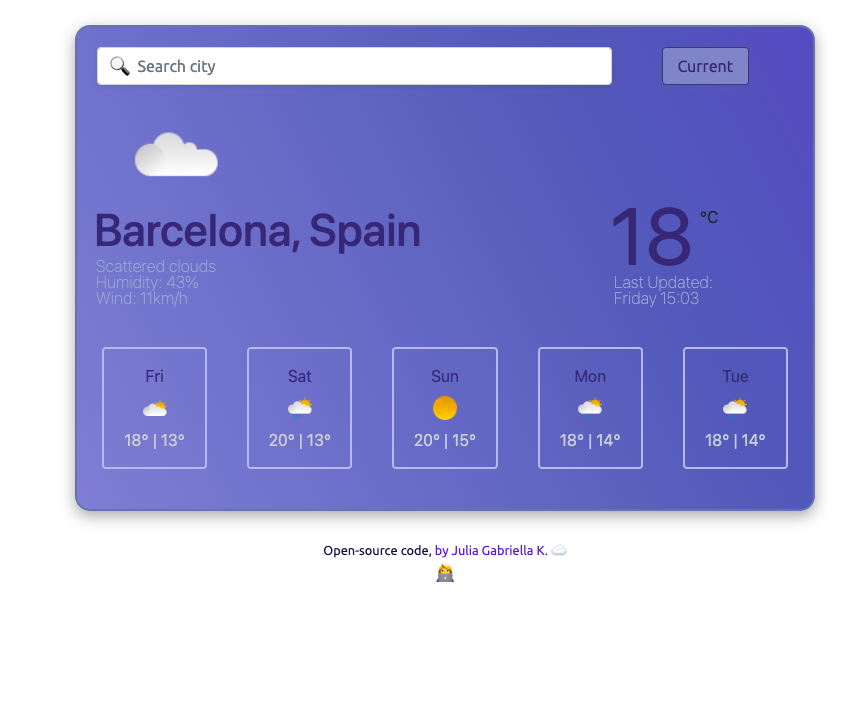 Search city
Current
Barcelona, Spain
18 °C
Scattered clouds
Humidity: 43%
Wind: 11km/h
Last Updated:
Friday 15:03
Fri
18° | 13°
Sat
20° | 13°
Sun
20° | 15°
Mon
18° | 14°
Tue
18° | 14°
Open-source code, by Julia Gabriella K.